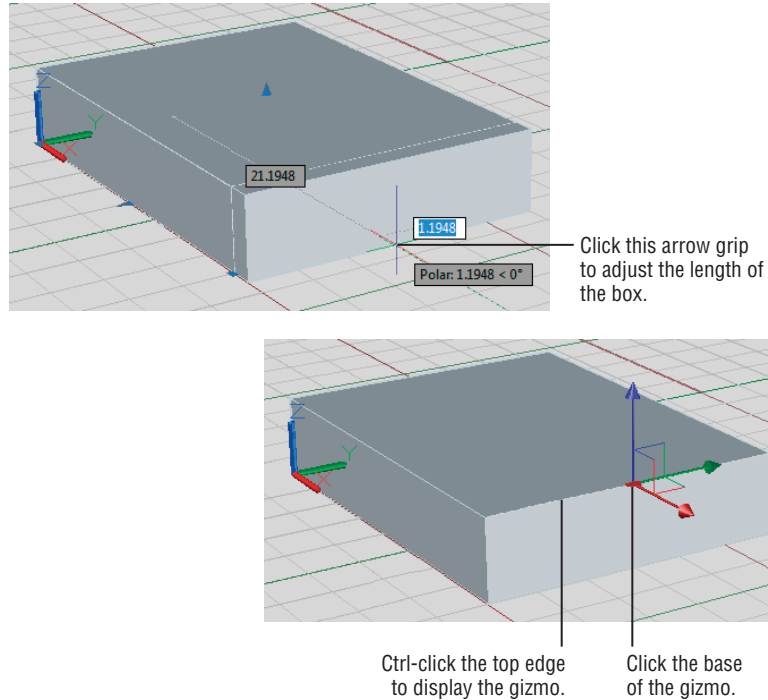 Z
Y
X
21.1948
1.1948
Polar: 1.1948 < 0°
Click this arrow grip
to adjust the length of
the box.
Z
Y
X
Ctrl-click the top edge
to display the gizmo.
Click the base
of the gizmo.